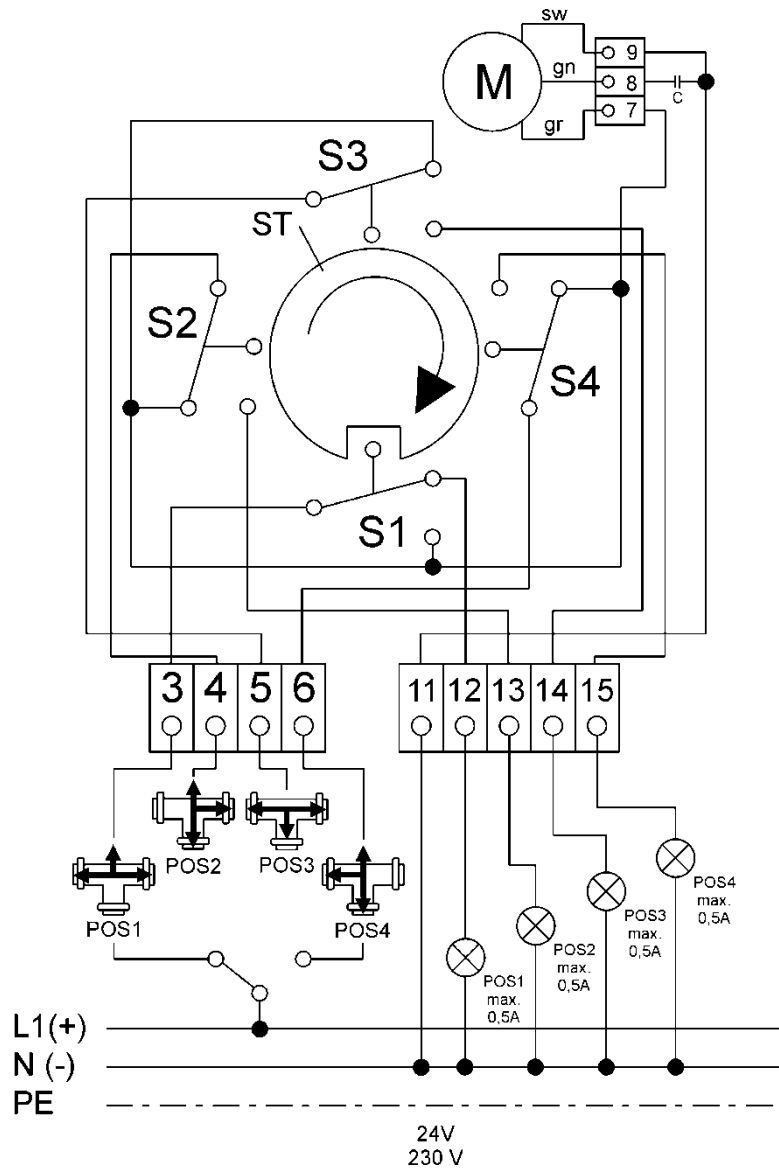 sw
9
M
gn
8
C
gr
7
S3
ST
S2
S4
S1
3
4
5
6
11
12
13
14
15
POS1
POS2
POS3
POS4
POS1
max.
0,5A
POS2
max.
0,5A
POS3
max.
0,5A
POS4
max.
0,5A
L1(+)
N (-)
PE
24V
230 V